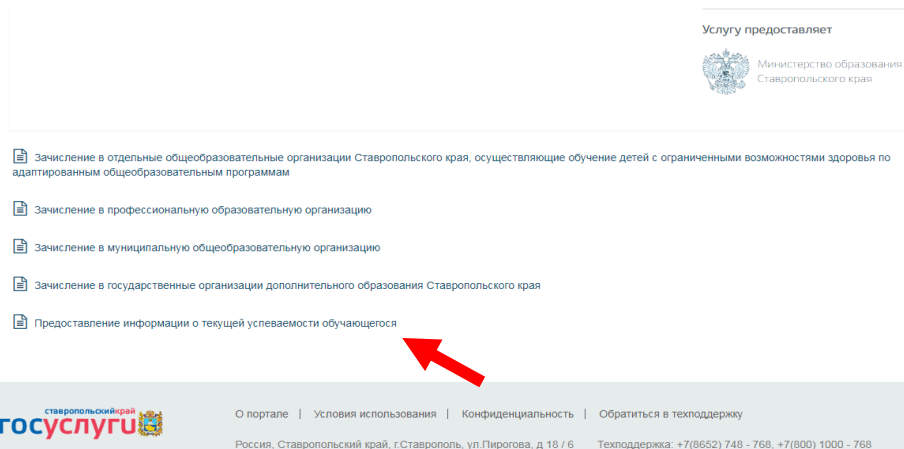 Услугу предоставляет
Министерство образования
Ставропольского края
Зачисление в отдельные общеобразовательные организации Ставропольского края, осуществляющие обучение детей с ограниченными возможностями здоровья по
адаптированным общеобразовательным программам
Зачисление в профессиональную образовательную организацию
Зачисление в муниципальную общеобразовательную организацию
Зачисление в государственные организации дополнительного образования Ставропольского края
Предоставление информации о текущей успеваемости обучающегося
ставропольскийкрай
госуслуги
О портале | Условия использования | Конфиденциальность | Обратиться в техподдержку
Россия, Ставропольский край, г.Ставрополь, ул.Пирогова, д 18 / 6 Техподдержка: +7(8652) 748 - 768, +7(800) 1000 - 768